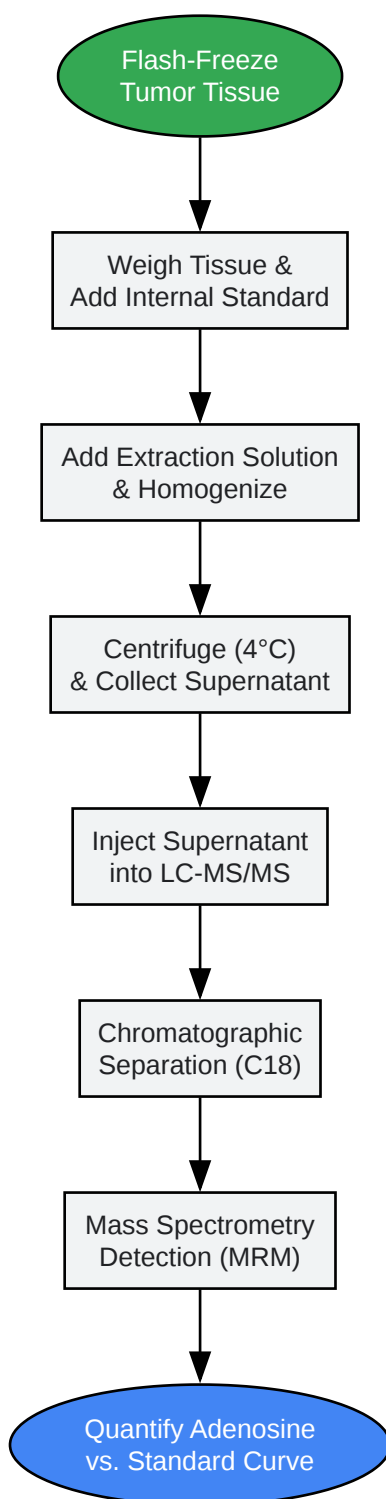 Flash-Freeze
Tumor Tissue
Weigh Tissue &
Add Internal Standard
Add Extraction Solution
& Homogenize
Centrifuge (4°C)
& Collect Supernatant
Inject Supernatant
into LC-MS/MS
Chromatographic
Separation (C18)
Mass Spectrometry
Detection (MRM)
Quantify Adenosine
vs. Standard Curve